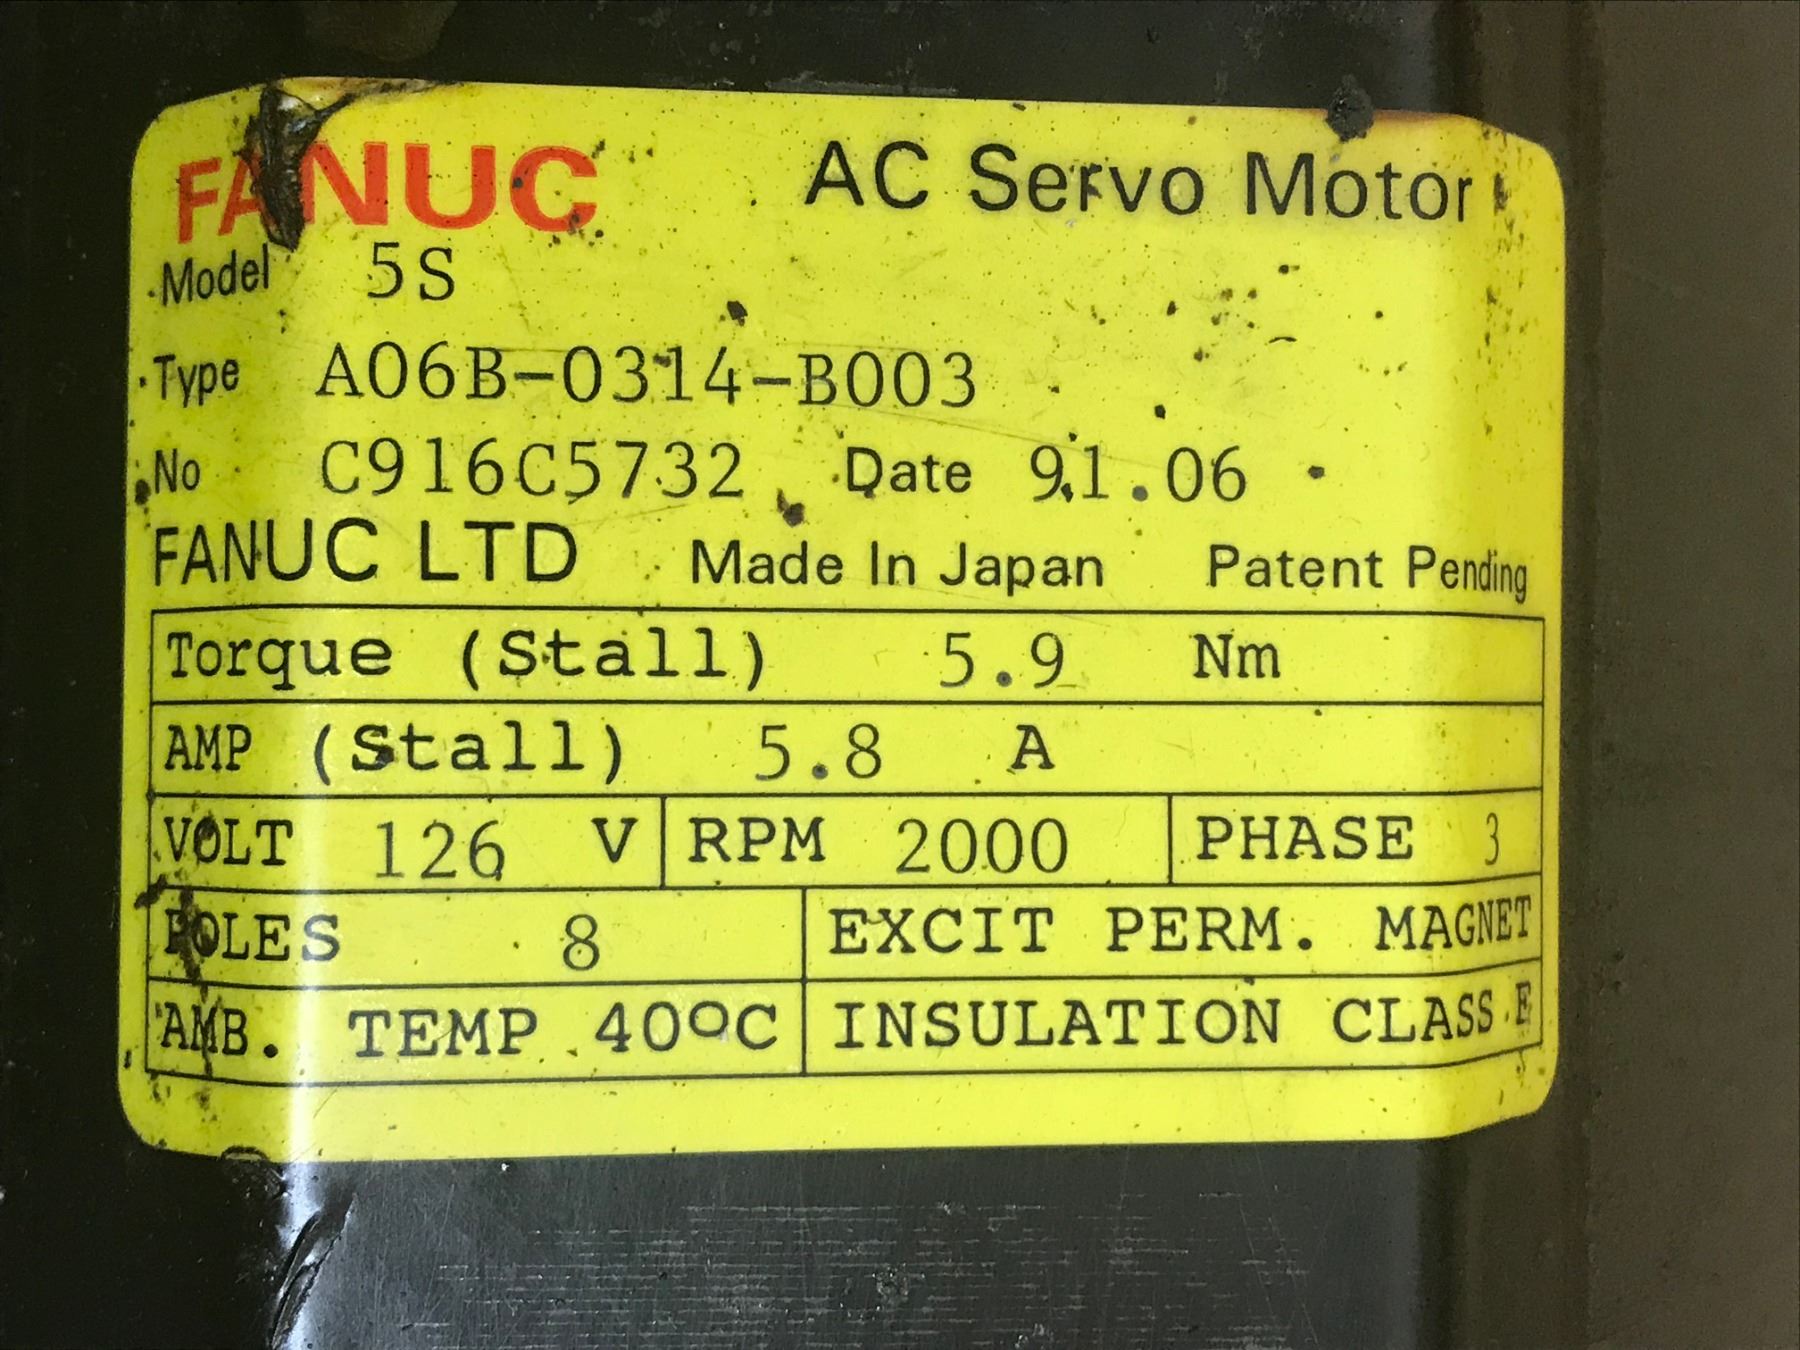 FANUC AC Servo Motor
Model 5S
Type A06B-0314-B003
No C916C5732 Date 91.06
FANUC LTD Made In Japan Patent Pending
Torque (Stall) 5.9 Nm
AMP (Stall) 5.8 A
VOLT 126 V RPM 2000 PHASE 3
POLES 8 EXCIT PERM. MAGNET
AMB. TEMP 40ºC INSULATION CLASS F